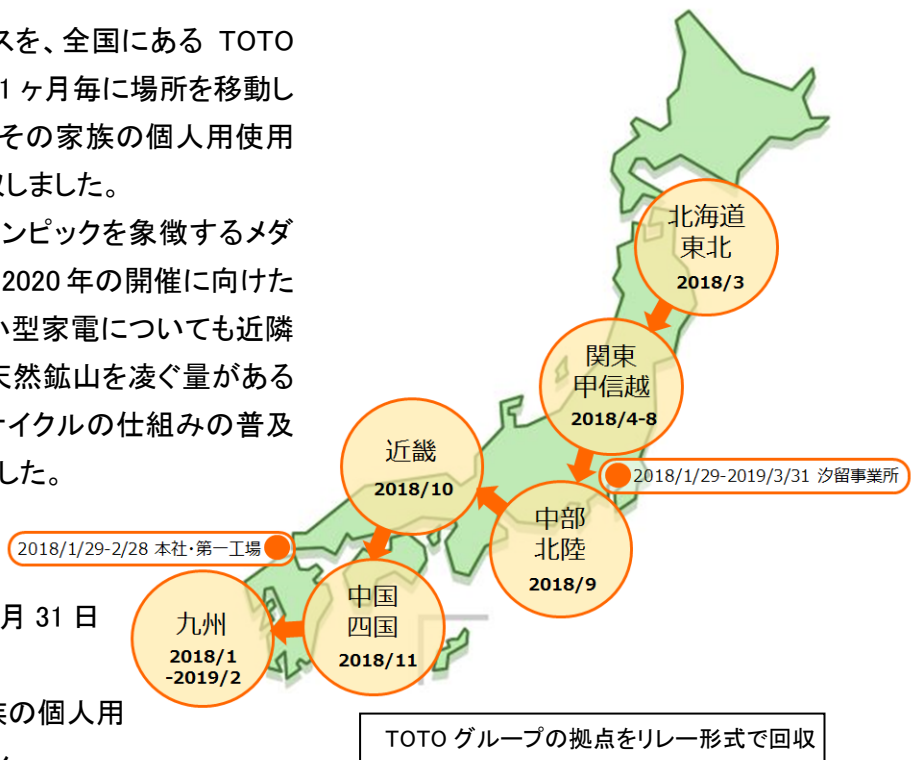 スを、全国にある TOTO
1 ヶ月毎に場所を移動し
その家族の個人用使用
しました。
ンピックを象徴するメダ
2020 年の開催に向けた
小型家電についても近隣
天然鉱山を凌ぐ量がある
サイクルの仕組みの普及
した。
月 31 日
族の個人用
北海道
東北
2018/3
関東
甲信越
2018/4-8
2018/1/29-2019/3/31 汐留事業所
中部
北陸
2018/9
近畿
2018/10
2018/1/29-2/28 本社・第一工場
中国
四国
2018/11
九州
2018/1
-2019/2
TOTO グループの拠点をリレー形式で回収